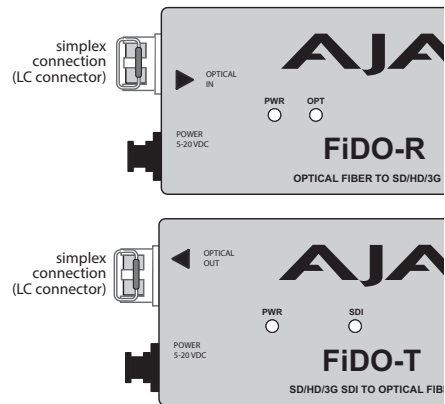 simplex
connection
(LC connector)
OPTICAL
IN
AJA
PWR OPT
POWER
5-20 VDC
FiDO-R
OPTICAL FIBER TO SD/HD/3G
simplex
connection
(LC connector)
OPTICAL
OUT
AJA
PWR SDI
POWER
5-20 VDC
FiDO-T
SD/HD/3G SDI TO OPTICAL FIB